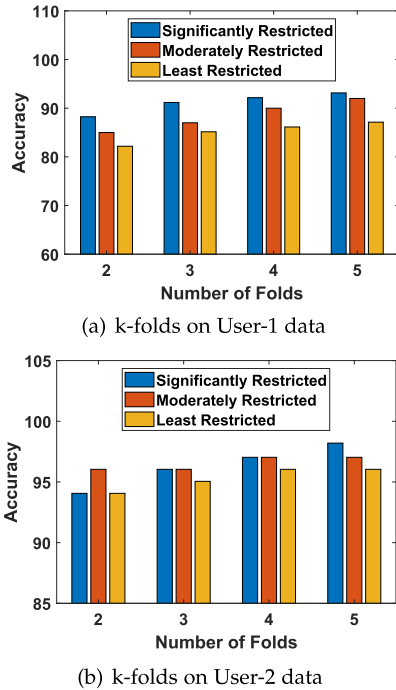 110
100
90
80
70
60
Accuracy
Significantly Restricted
Moderately Restricted
Least Restricted
2 3 4 5
Number of Folds
(a) k-folds on User-1 data
105
100
95
90
85
Accuracy
Significantly Restricted
Moderately Restricted
Least Restricted
2 3 4 5
Number of Folds
(b) k-folds on User-2 data